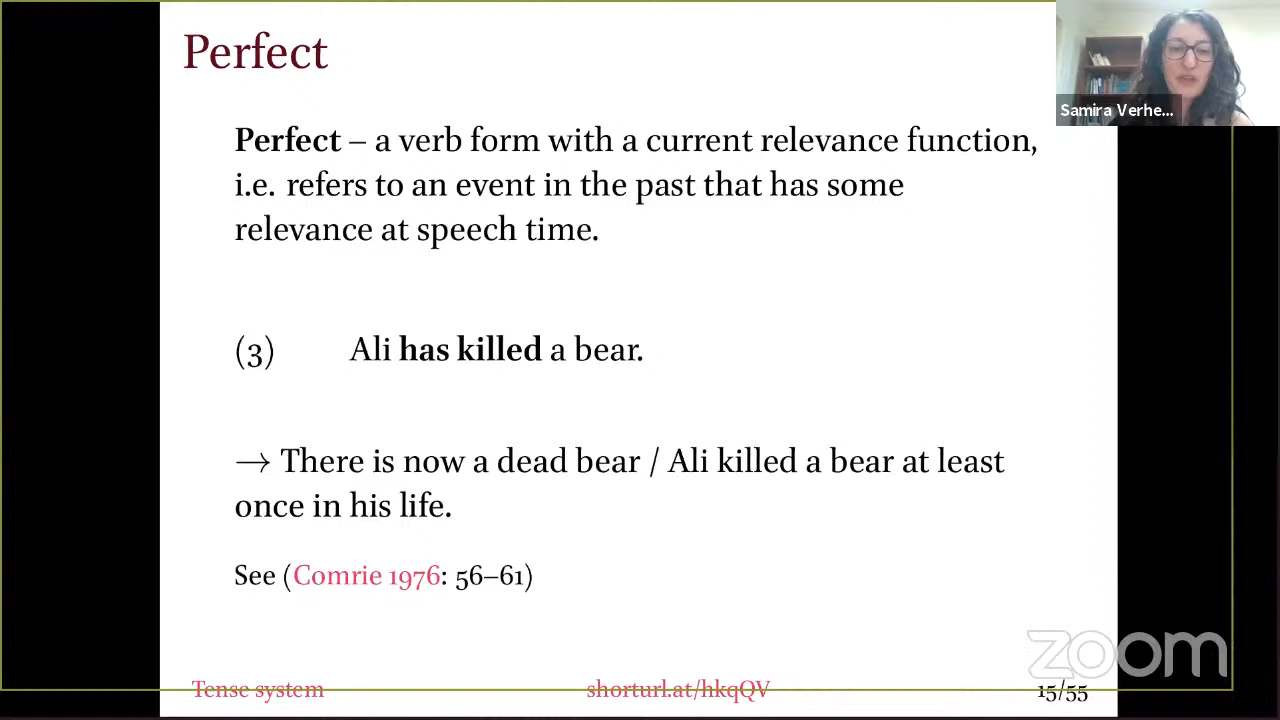 Perfect
Samira Verhe...
Perfect – a verb form with a current relevance function,
i.e. refers to an event in the past that has some
relevance at speech time.
(3) Ali has killed a bear.
→ There is now a dead bear / Ali killed a bear at least
once in his life.
See (Comrie 1976: 56–61)
zoom
Tense system shorturl.at/hkqQV 15/55